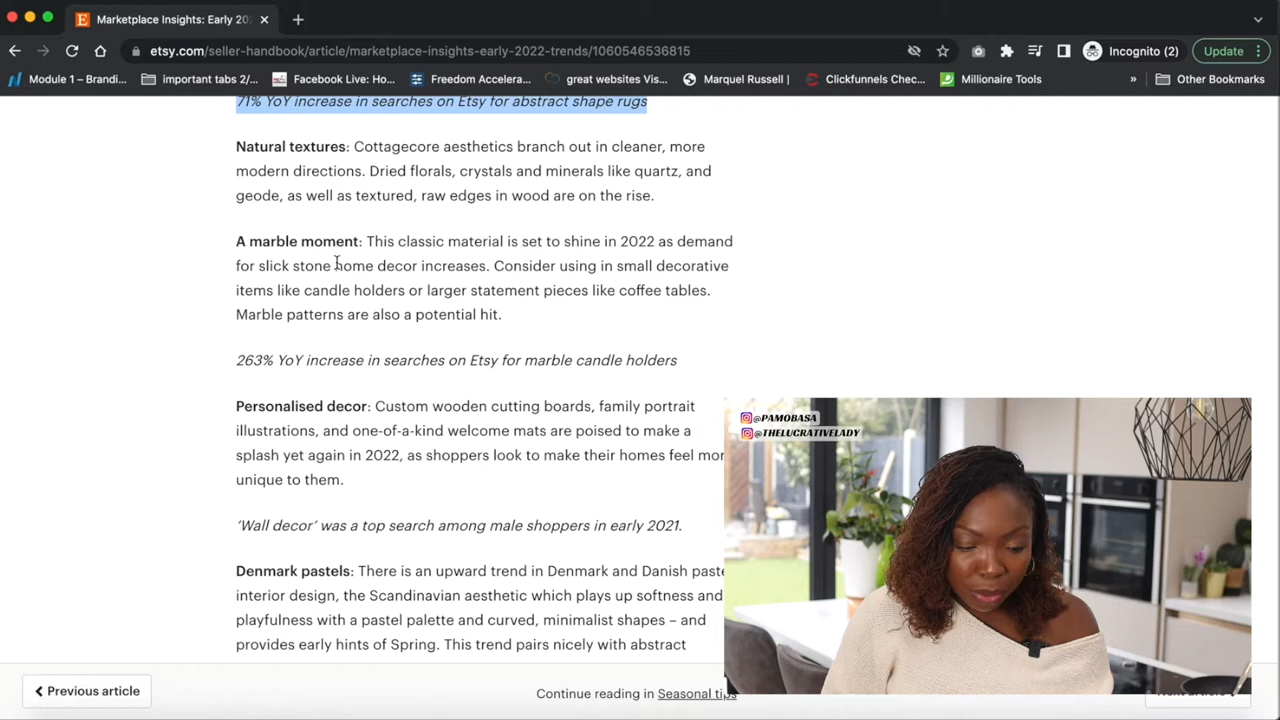 Marketplace Insights: Early 202
etsy.com/seller-handbook/article/marketplace-insights-early-2022-trends/1060546536815
Incognito (2)
Update
Module 1 – Brandi...
important tabs 2/...
Facebook Live: Ho...
Freedom Accelera...
great websites Vis...
Marquel Russell |
Clickfunnels Chec...
Millionaire Tools
»
Other Bookmarks
71% YoY increase in searches on Etsy for abstract shape rugs
Natural textures: Cottagecore aesthetics branch out in cleaner, more
modern directions. Dried florals, crystals and minerals like quartz, and
geode, as well as textured, raw edges in wood are on the rise.
A marble moment: This classic material is set to shine in 2022 as demand
for slick stone home decor increases. Consider using in small decorative
items like candle holders or larger statement pieces like coffee tables.
Marble patterns are also a potential hit.
263% YoY increase in searches on Etsy for marble candle holders
Personalised decor: Custom wooden cutting boards, family portrait
illustrations, and one-of-a-kind welcome mats are poised to make a
splash yet again in 2022, as shoppers look to make their homes feel mor
unique to them.
‘Wall decor’ was a top search among male shoppers in early 2021.
Denmark pastels: There is an upward trend in Denmark and Danish paste
interior design, the Scandinavian aesthetic which plays up softness and
playfulness with a pastel palette and curved, minimalist shapes – and
provides early hints of Spring. This trend pairs nicely with abstract
@PAMOBASA
@THELUCRATIVELADY
Previous article
Continue reading in Seasonal tips
Next article